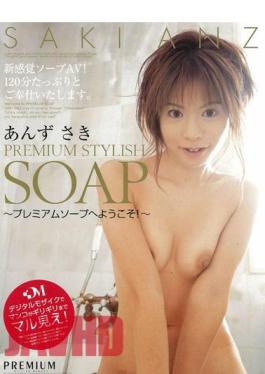 SAKI ANZ
新感覚ソープAV!
120分たっぷりと
ご奉仕いたします。
あんず さき
PREMIUM STYLISH
SOAP
~プレミアムソープへようこそ!~
DM
デジタルモザイクで
マンコがギリギリまで
マル見え!
PREMIUM